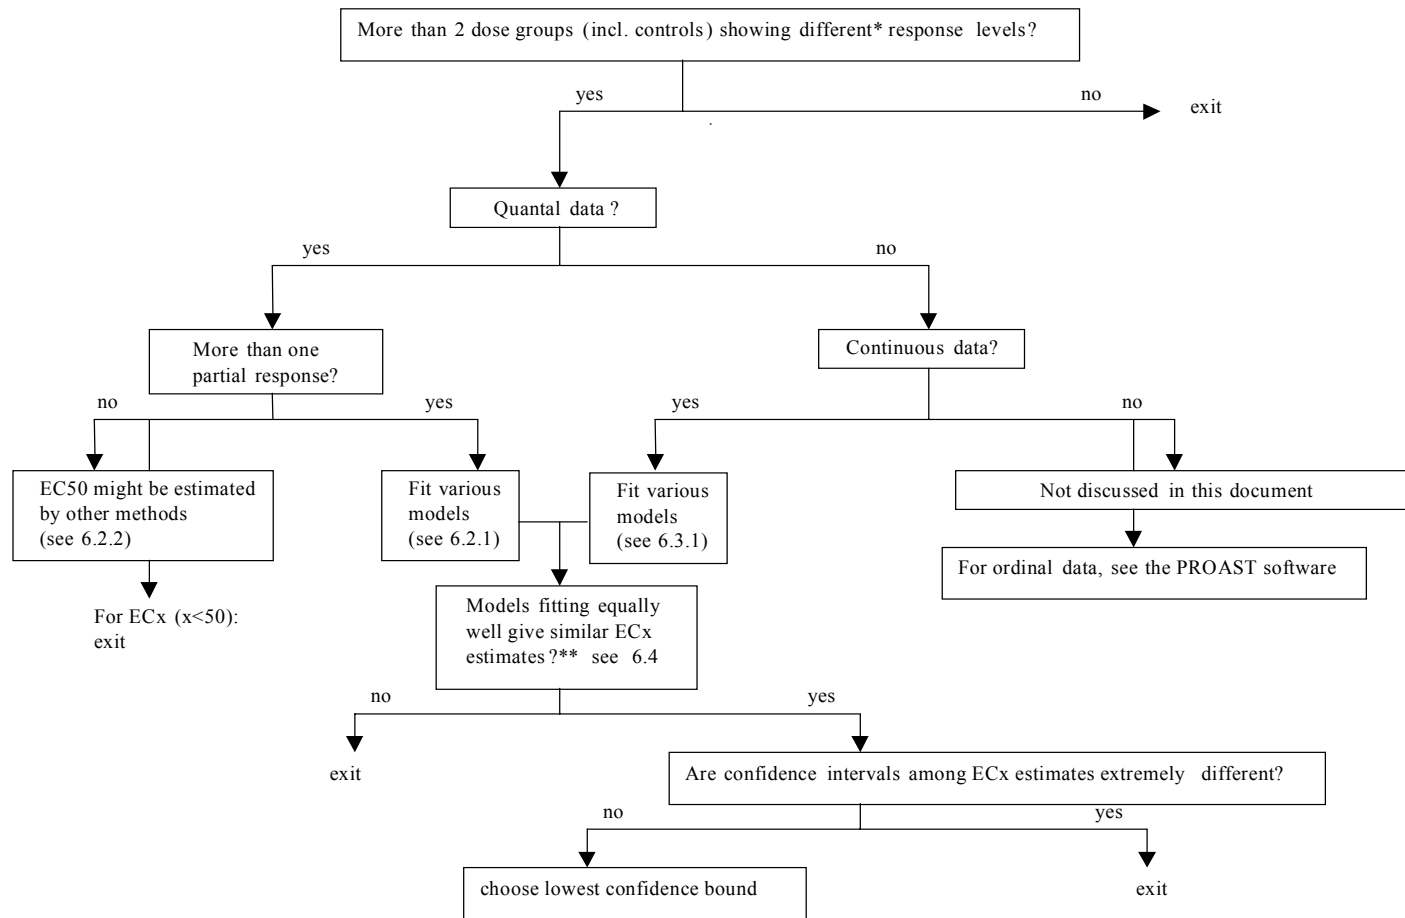 More than 2 dose groups (incl. controls) showing different* response levels?
yes
no
exit
Quantal data ?
yes
no
More than one
partial response?
Continuous data?
no
yes
yes
no
EC50 might be estimated
by other methods
(see 6.2.2)
Fit various
models
(see 6.2.1)
Fit various
models
(see 6.3.1)
Not discussed in this document
For ordinal data, see the PROAST software
For ECx (x<50):
exit
Models fitting equally
well give similar ECx
estimates ?** see 6.4
no
yes
exit
Are confidence intervals among ECx estimates extremely different?
no
yes
choose lowest confidence bound
exit